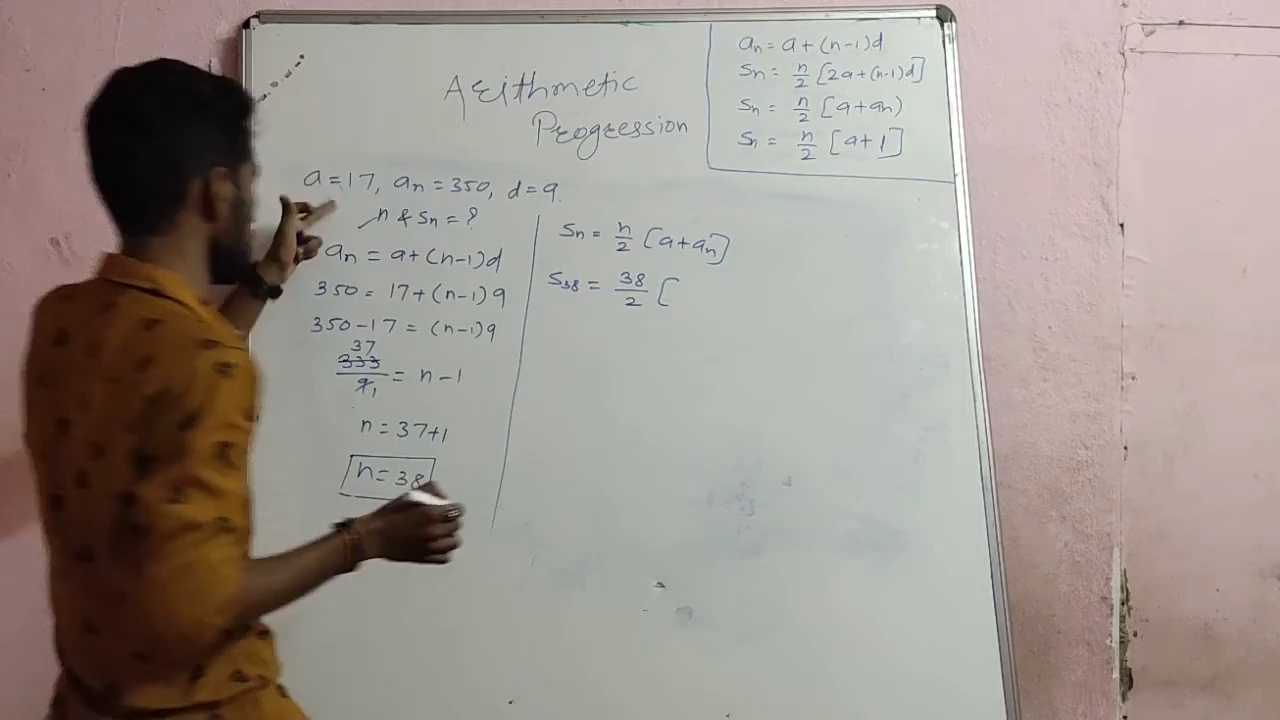 Arithmetic
Progression
an = a + (n-1)d
Sn = n/2 [2a + (n-1)d]
Sn = n/2 [a + an)
Sn = n/2 [a + l]
a = 17, an = 350, d = 9.
n & Sn = ?
an = a + (n-1)d
350 = 17 + (n-1)9
350 - 17 = (n-1)9
37
333/9 1 = n - 1
n = 37+1
n = 38
Sn = n/2 [a + an]
S38 = 38/2 [